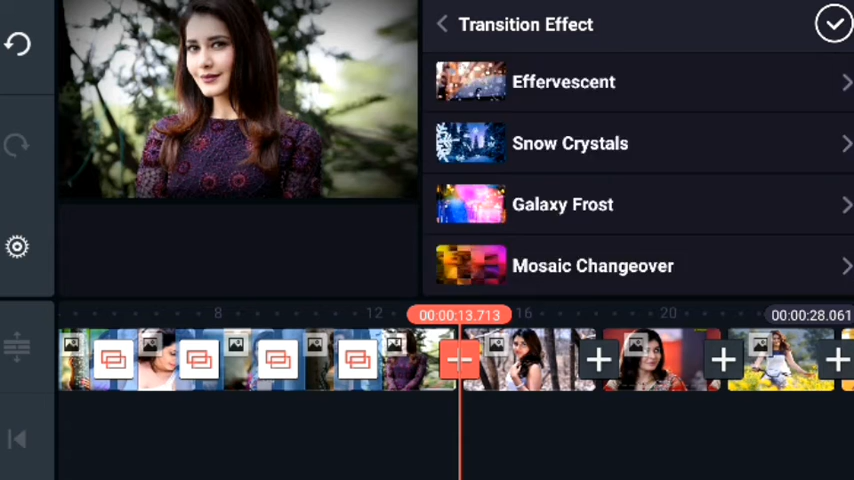 Transition Effect
Effervescent
Snow Crystals
Galaxy Frost
Mosaic Changeover
8
12
00:00:13.713
16
20
00:00:28.061